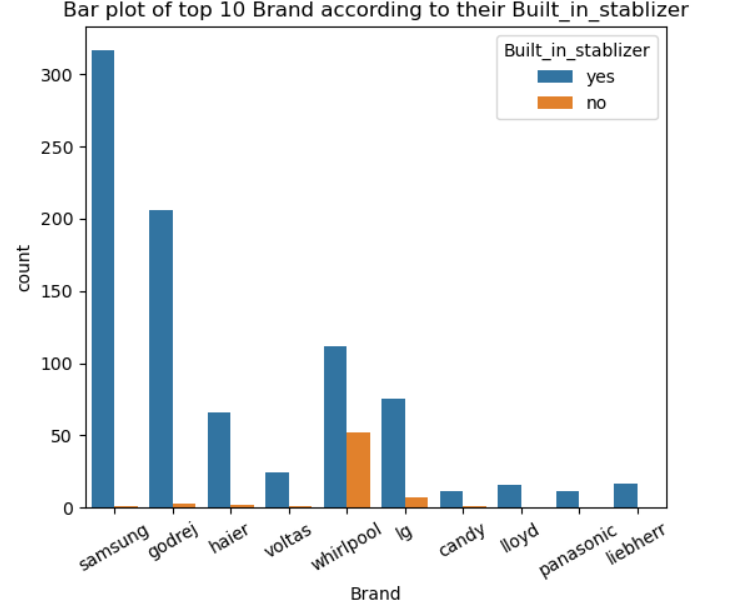 Bar plot of top 10 Brand according to their Built_in_stablizer
Built_in_stablizer
yes
no
300
250
200
150
100
50
0
count
samsung
godrej
haier
voltas
whirlpool
lg
candy
lloyd
panasonic
liebherr
Brand